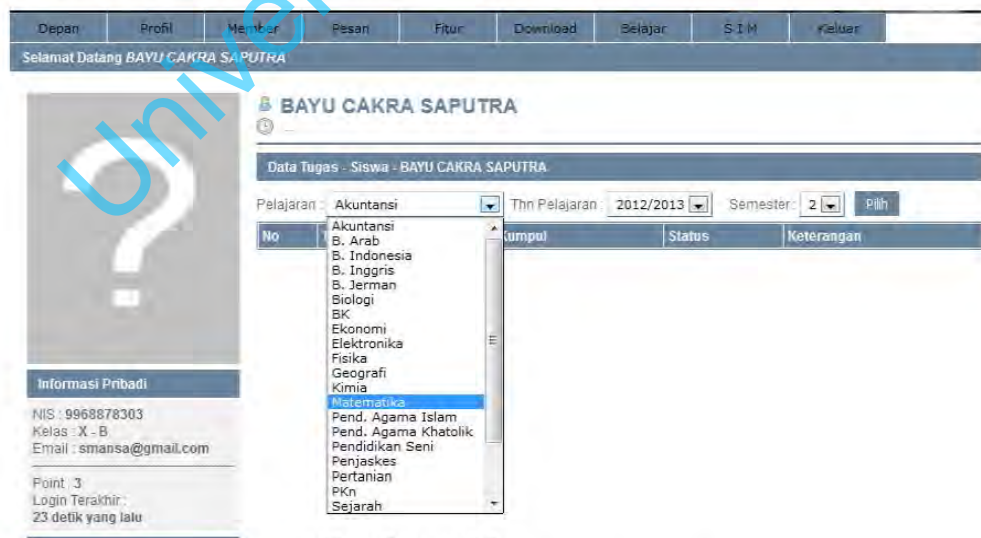 Depan Profil Member Pesan Fitur Download Belajar S I M Keluar
Selamat Datang BAYU CAKRA SAPUTRA
BAYU CAKRA SAPUTRA
Data Tugas - Siswa - BAYU CAKRA SAPUTRA
Pelajaran : Akuntansi Thn Pelajaran : 2012/2013 Semester : 2 Pilih
No Kumpul Status Keterangan
Akuntansi
B. Arab
B. Indonesia
B. Inggris
B. Jerman
Biologi
BK
Ekonomi
Elektronika
Fisika
Geografi
Kimia
Matematika
Pend. Agama Islam
Pend. Agama Khatolik
Pendidikan Seni
Penjaskes
Pertanian
PKn
Sejarah
Informasi Pribadi
NIS : 9968878303
Kelas : X - B
Email : smansa@gmail.com
Point : 3
Login Terakhir :
23 detik yang lalu